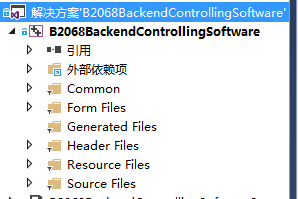 解决方案'B2068BackendControllingSoftware'
B2068BackendControllingSoftware
引用
外部依赖项
Common
Form Files
Generated Files
Header Files
Resource Files
Source Files